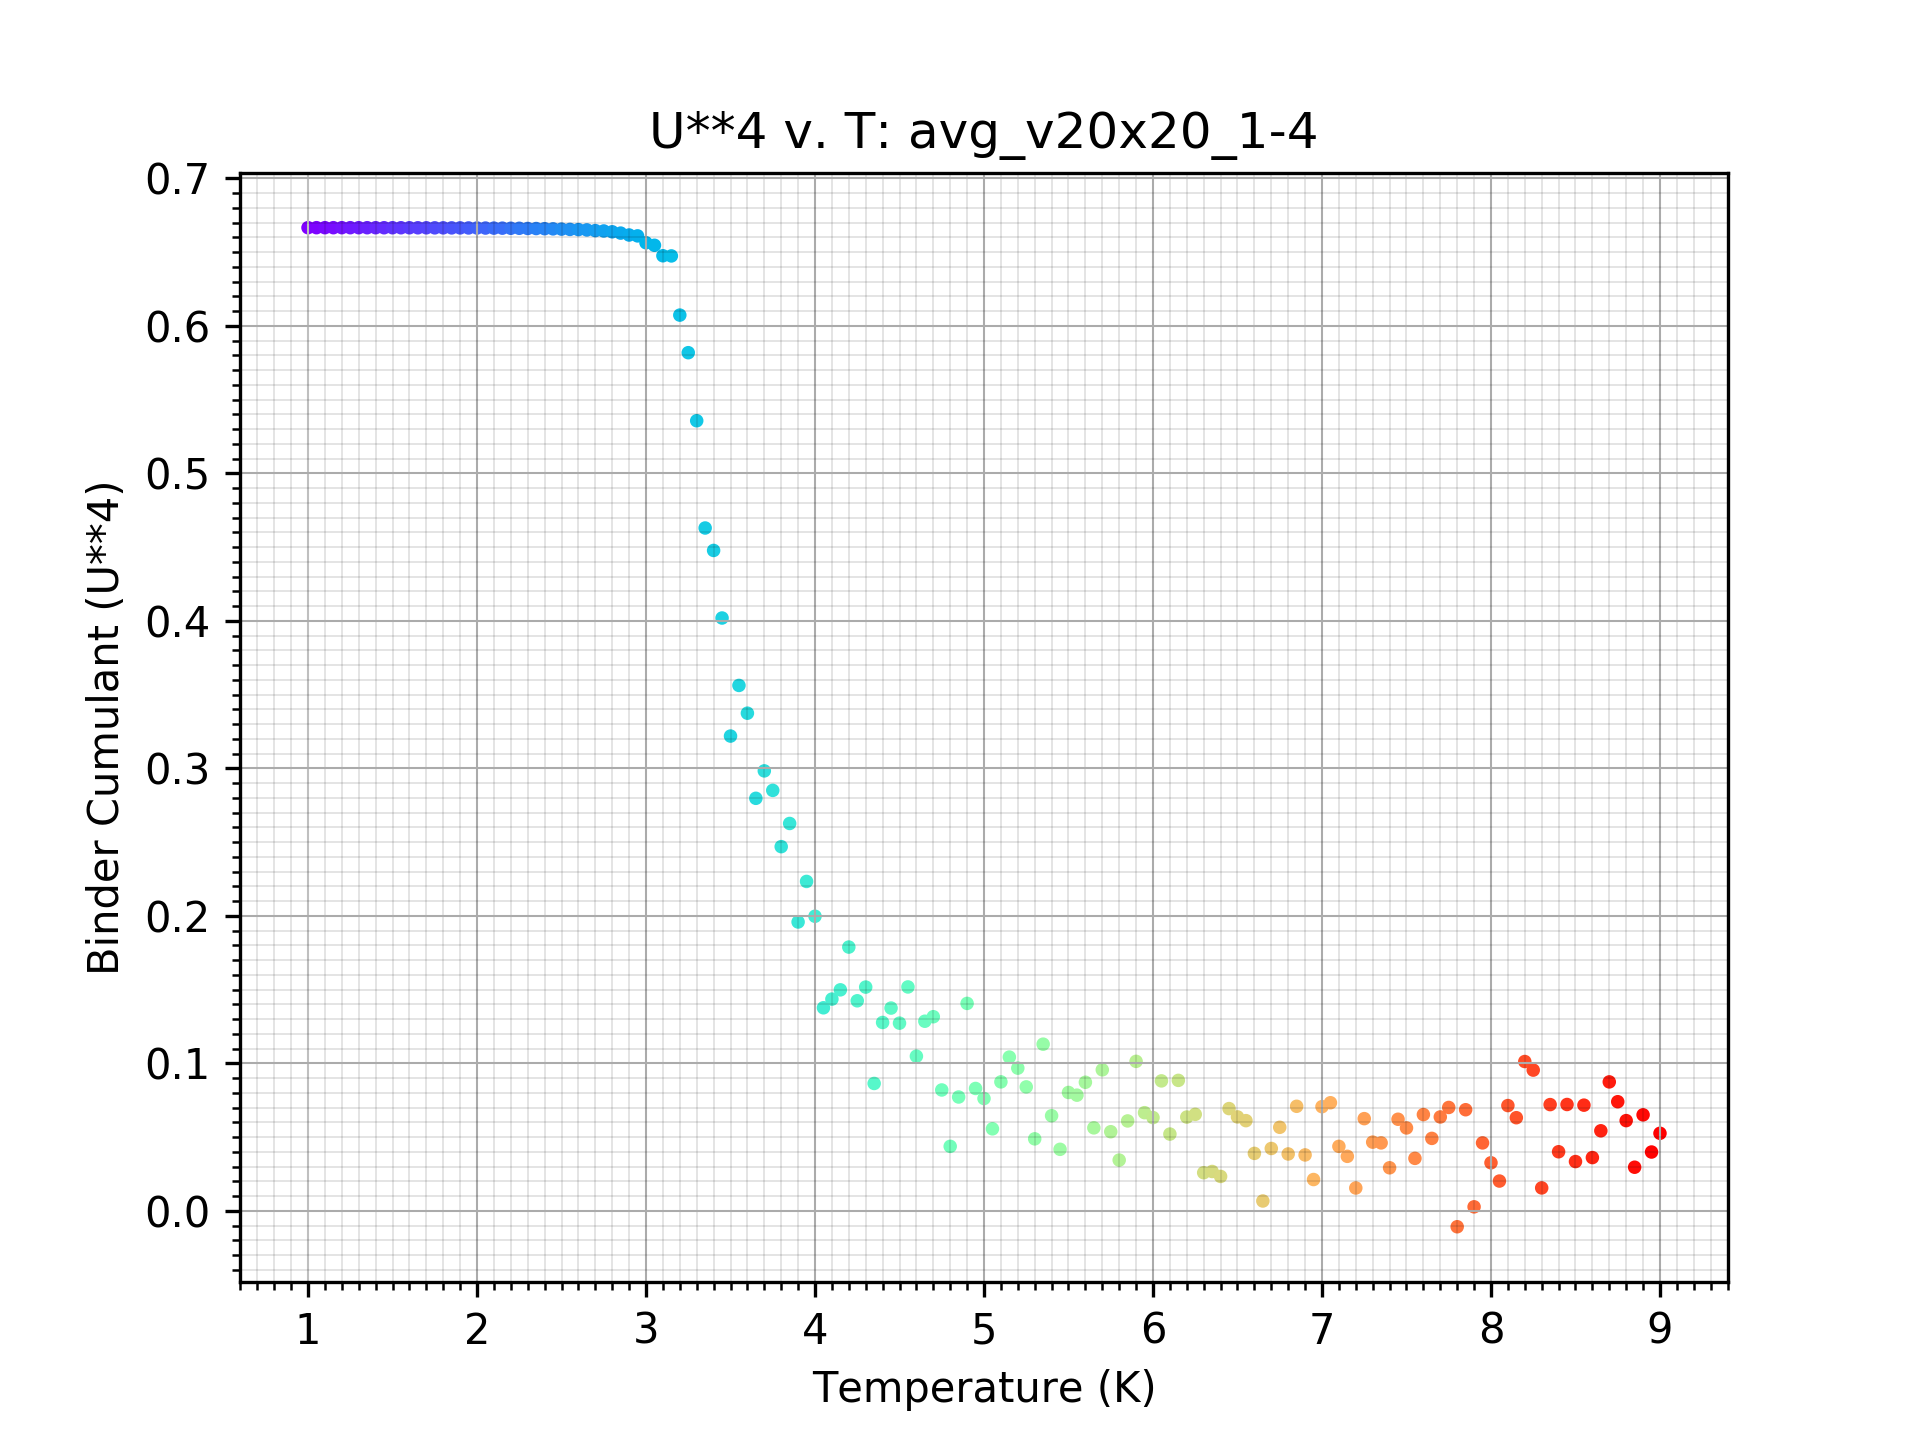 U**4 v. T: avg_v20x20_1-4
Binder Cumulant (U**4)
0.7
0.6
0.5
0.4
0.3
0.2
0.1
0.0
1 2 3 4 5 6 7 8 9
Temperature (K)